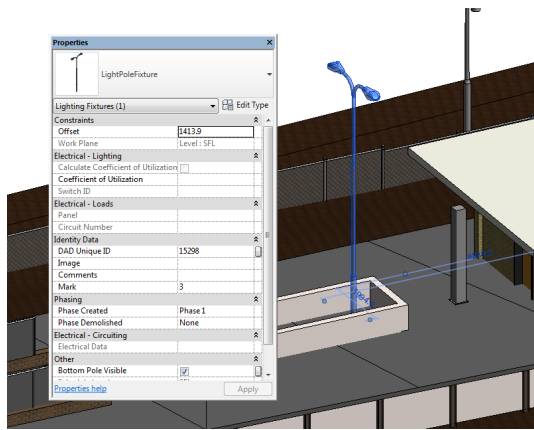 Properties
LightPoleFixture
Lighting Fixtures (1) Edit Type
Constraints
Offset 1413.9
Work Plane Level : SFL
Electrical - Lighting
Calculate Coefficient of Utilization
Coefficient of Utilization
Switch ID
Electrical - Loads
Panel
Circuit Number
Identity Data
DAD Unique ID 15298
Image
Comments
Mark 3
Phasing
Phase Created Phase 1
Phase Demolished None
Electrical - Circuiting
Electrical Data
Other
Bottom Pole Visible
Properties help Apply